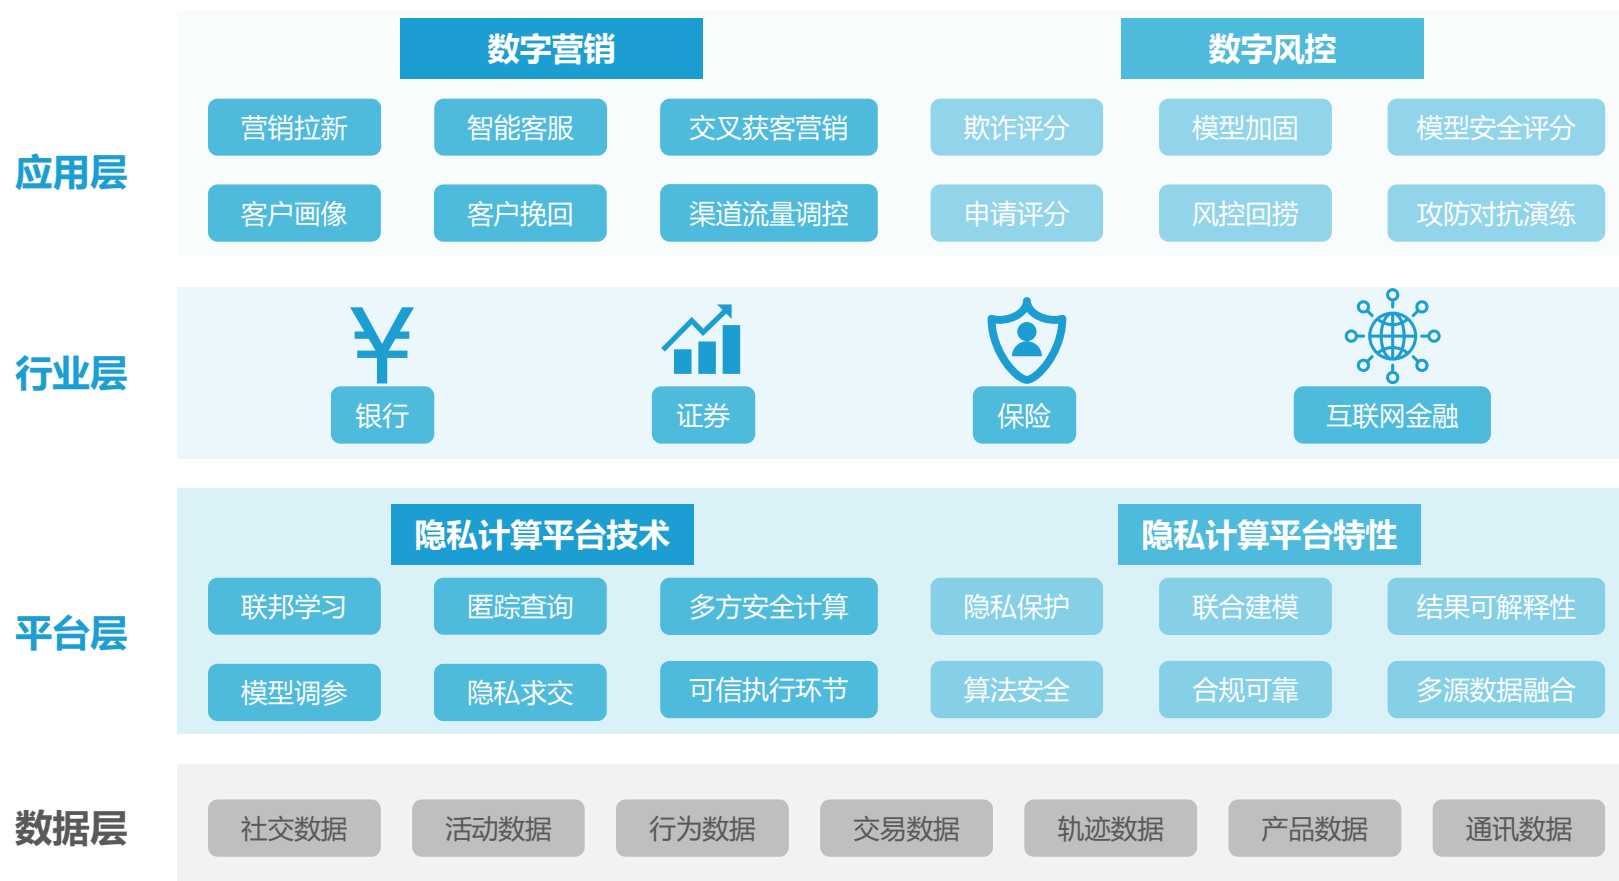 应用层
数字营销
数字风控
营销拉新
智能客服
交叉获客营销
欺诈评分
模型加固
模型安全评分
客户画像
客户挽回
渠道流量调控
申请评分
风控回捞
攻防对抗演练
行业层
银行
证券
保险
互联网金融
平台层
隐私计算平台技术
隐私计算平台特性
联邦学习
匿踪查询
多方安全计算
隐私保护
联合建模
结果可解释性
模型调参
隐私求交
可信执行环节
算法安全
合规可靠
多源数据融合
数据层
社交数据
活动数据
行为数据
交易数据
轨迹数据
产品数据
通讯数据